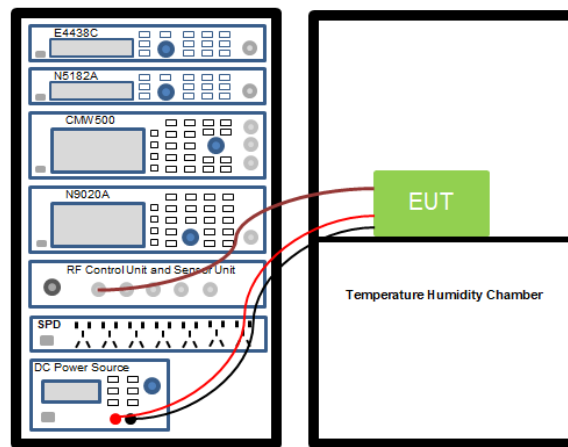 E4438C
N5182A
CMW500
N9020A
EUT
RF Control Unit and Sensor Unit
Temperature Humidity Chamber
SPD
DC Power Source